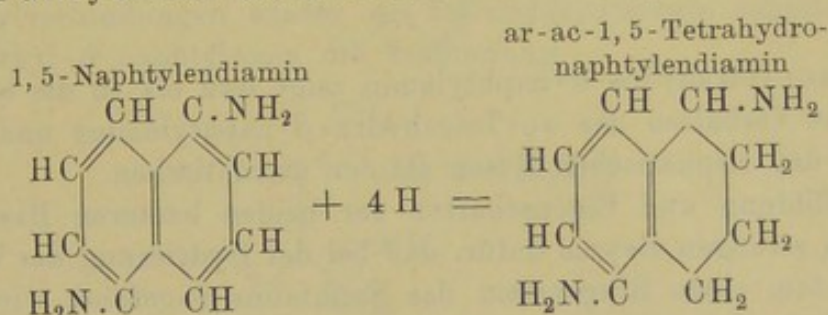 ar-ac-1, 5-Tetrahydro-
1, 5-Naphtylendiamin
naphtylendiamin
CH C.NH₂
CH CH.NH₂
HC CH
HC CH₂
+ 4 H =
HC CH
HC CH₂
H₂N.C CH
H₂N.C CH₂